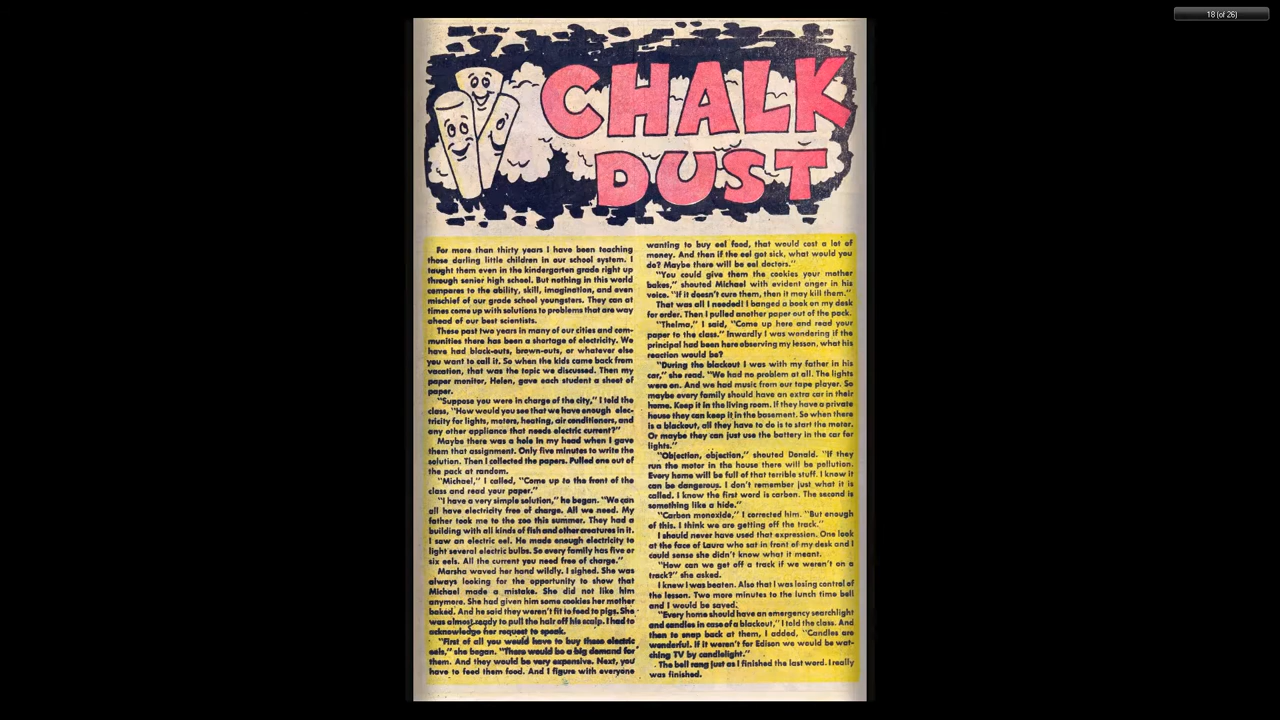 18 (of 26)
CHALK
DUST
For more than thirty years I have been teaching
those darling little children in our school system. I
taught them even in the kindergarten grade right up
through senior high school. But nothing in this world
compares to the ability, skill, imagination, and even
mischief of our grade school youngsters. They can at
times come up with solutions to problems that are way
ahead of our best scientists.
These past two years in many of our cities and com-
munities there has been a shortage of electricity. We
have had black-outs, brown-outs, or whatever else
you want to call it. So when the kids came back from
vacation, that was the topic we discussed. Then my
paper monitor, Helen, gave each student a sheet of
paper.
"Suppose you were in charge of the city," I told the
class, "How would you see that we have enough elec-
tricity for lights, motors, heating, air conditioners, and
any other appliance that needs electric current?"
Maybe there was a hole in my head when I gave
them that assignment. Only five minutes to write the
solution. Then I collected the papers. Pulled one out of
the pack at random.
"Michael," I called, "Come up to the front of the
class and read your paper."
"I have a very simple solution," he began. "We can
all have electricity free of charge. All we need. My
father took me to the zoo this summer. They had a
building with all kinds of fish and other creatures in it.
I saw an electric eel. He made enough electricity to
light several electric bulbs. So every family has five or
six eels. All the current you need free of charge."
Marsha waved her hand wildly. I sighed. She was
always looking for the opportunity to show that
Michael made a mistake. She did not like him
anymore. She had given him some cookies her mother
baked. And he said they weren't fit to feed to pigs. She
was almost ready to pull the hair off his scalp. I had to
acknowledge her request to speak.
"First of all you would have to buy these electric
eels," she began. "There would be a big demand for
them. And they would be very expensive. Next, you
have to feed them food. And I figure with everyone
wanting to buy eel food, that would cost a lot of
money. And then if the eel got sick, what would you
do? Maybe there will be eel doctors."
"You could give them the cookies your mother
bakes," shouted Michael with evident anger in his
voice. "If it doesn't cure them, then it may kill them."
That was all I needed! I banged a book on my desk
for order. Then I pulled another paper out of the pack.
"Thelma," I said, "Come up here and read your
paper to the class." Inwardly I was wondering if the
principal had been here observing my lesson, what his
reaction would be?
"During the blackout I was with my father in his
car," she read. "We had no problem at all. The lights
were on. And we had music from our tape player. So
maybe every family should have an extra car in their
home. Keep it in the living room. If they have a private
house they can keep it in the basement. So when there
is a blackout, all they have to do is to start the motor.
Or maybe they can just use the battery in the car for
lights."
"Objection, objection," shouted Donald. "If they
run the motor in the house there will be pollution.
Every home will be full of that terrible stuff. I know it
can be dangerous. I don't remember just what it is
called. I know the first word is carbon. The second is
something like a hide."
"Carbon monoxide," I corrected him. "But enough
of this. I think we are getting off the track."
I should never have used that expression. One look
at the face of Laura who sat in front of my desk and I
could sense she didn't know what it meant.
"How can we get off a track if we weren't on a
track?" she asked.
I knew I was beaten. Also that I was losing control of
the lesson. Two more minutes to the lunch time bell
and I would be saved.
"Every home should have an emergency searchlight
and candles in case of a blackout," I told the class. And
then to snap back at them, I added, "Candles are
wonderful. If it weren't for Edison we would be wat-
ching TV by candlelight."
The bell rang just as I finished the last word. I really
was finished.